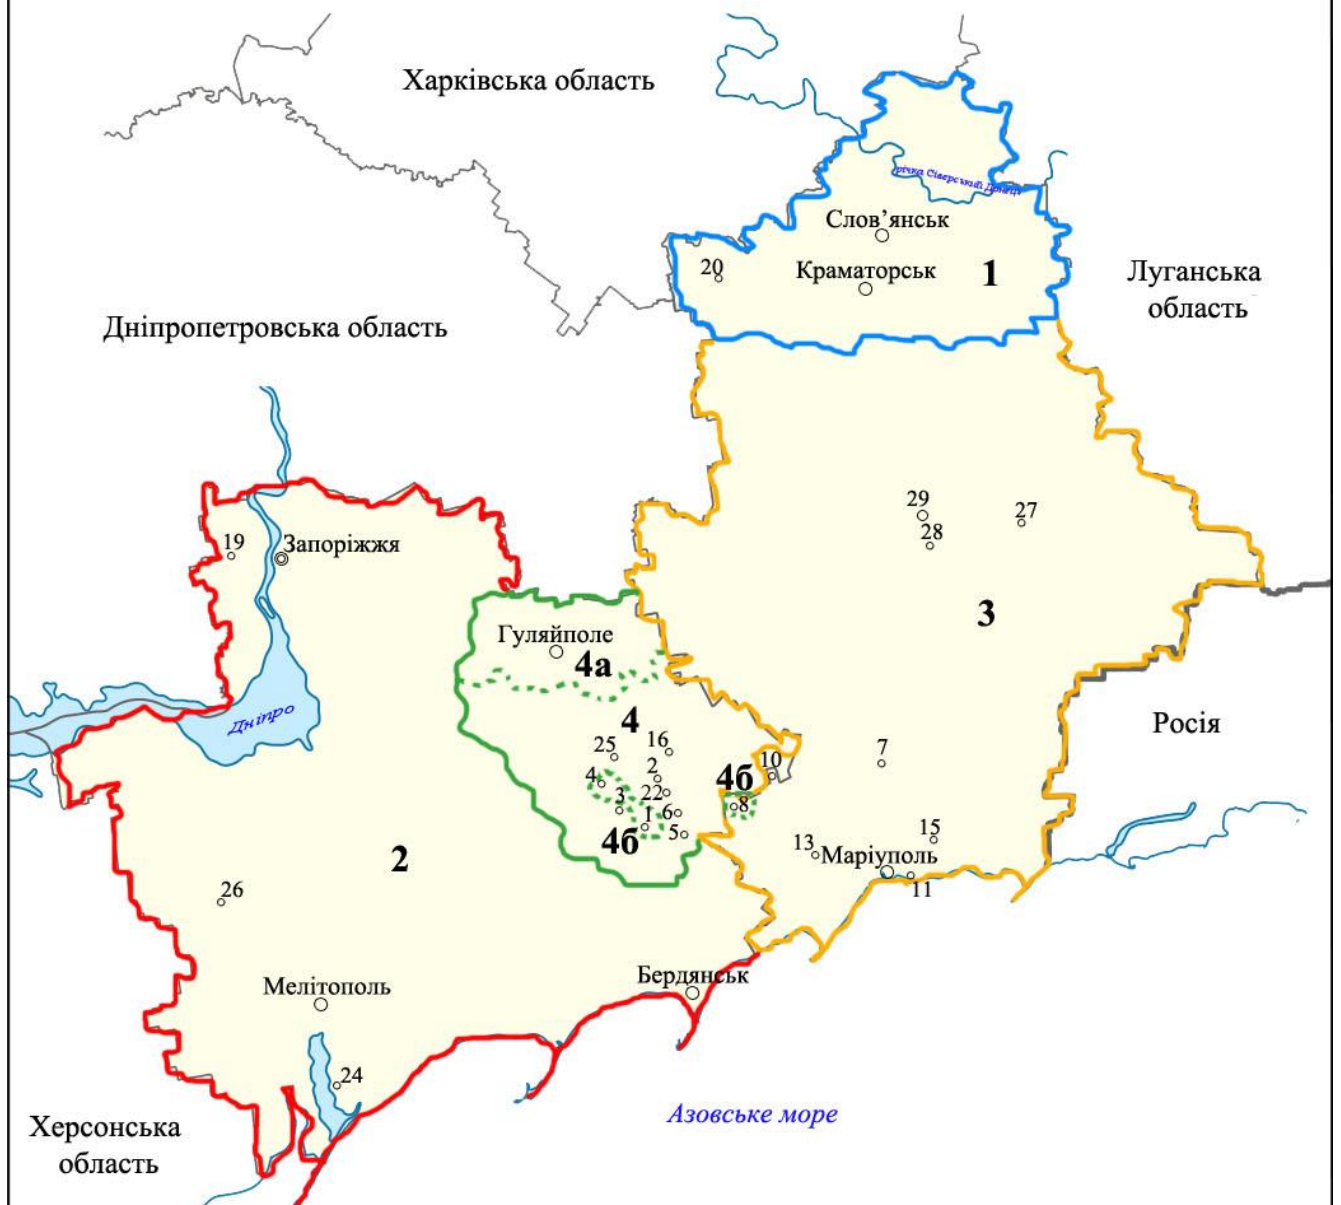 Харківська область
річка Сіверський Донець
Слов’янськ
20
Краматорськ
1
Луганська
область
Дніпропетровська область
29
27
28
19
Запоріжжя
3
Гуляйполе
4а
4
Дніпро
Росія
25
16
7
10
4
2
4б
22
8
3
1
6
5
4б
15
13
Маріуполь
11
2
26
Мелітополь
Бердянськ
24
Азовське море
Херсонська
область